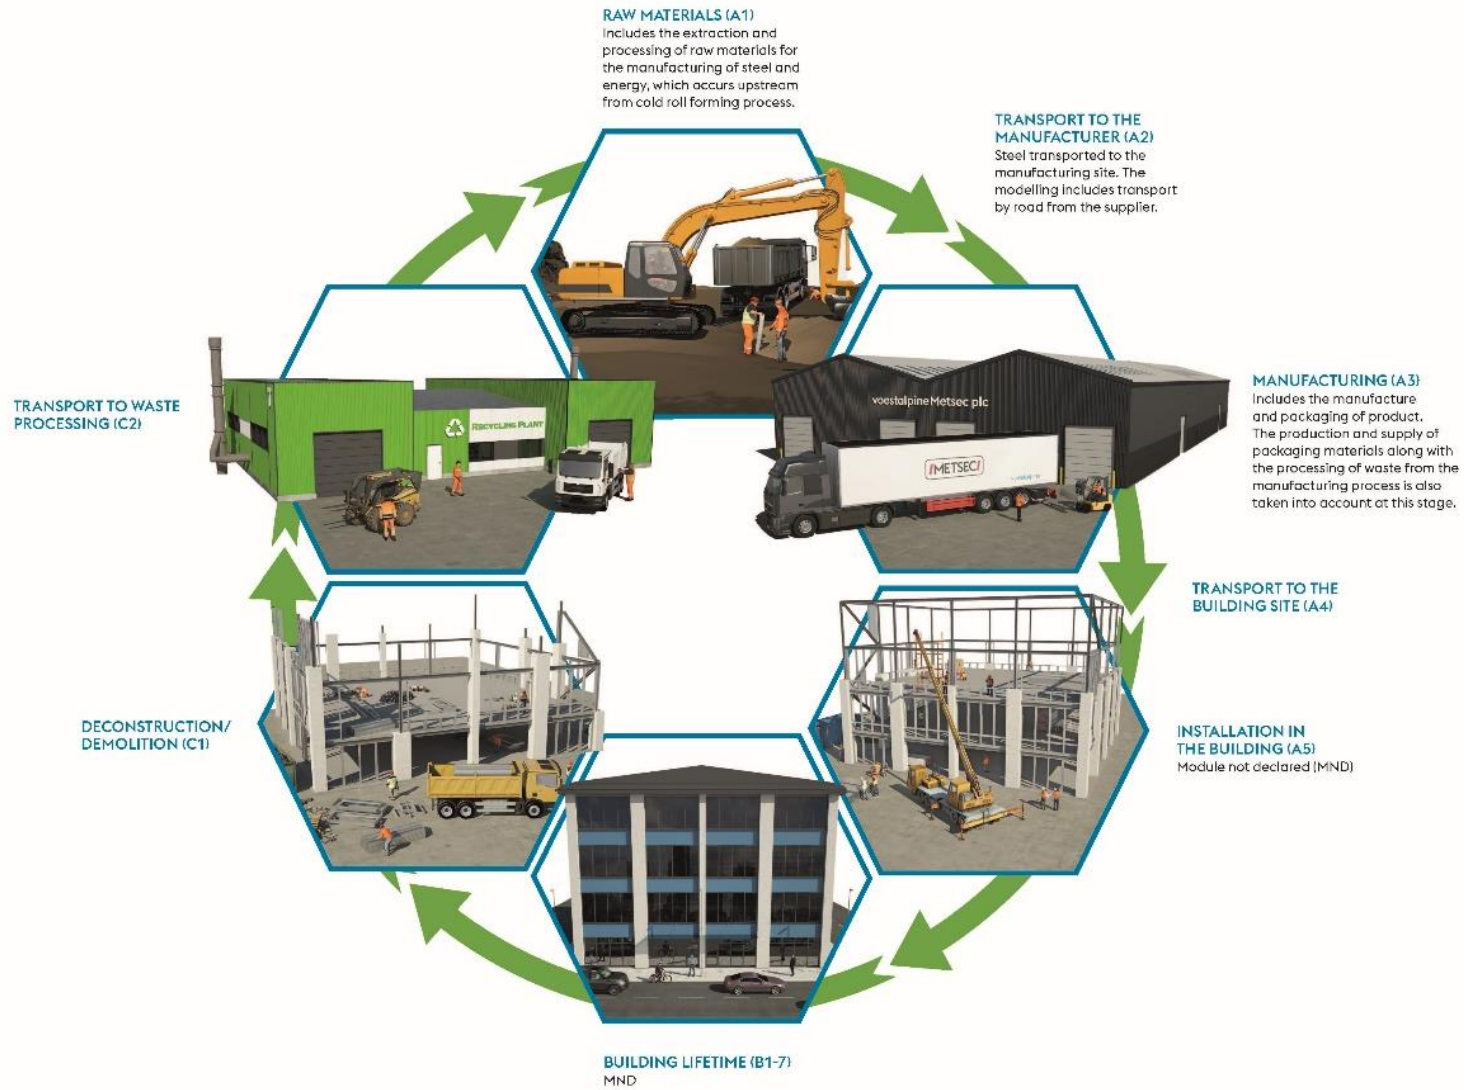 RAW MATERIALS (A1)
Includes the extraction and
processing of raw materials for
the manufacturing of steel and
energy, which occurs upstream
from cold roll forming process.
TRANSPORT TO THE
MANUFACTURER (A2)
Steel transported to the
manufacturing site. The
modelling includes transport
by road from the supplier.
MANUFACTURING (A3)
Includes the manufacture
and packaging of product.
The production and supply of
packaging materials along with
the processing of waste from the
manufacturing process is also
taken into account at this stage.
voestalpine Metsec plc
METSEC
TRANSPORT TO THE
BUILDING SITE (A4)
INSTALLATION IN
THE BUILDING (A5)
Module not declared (MND)
BUILDING LIFETIME (B1-7)
MND
DECONSTRUCTION/
DEMOLITION (C1)
TRANSPORT TO WASTE
PROCESSING (C2)
RECYCLING PLANT